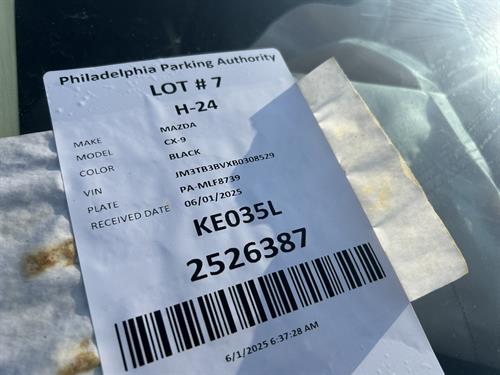 Philadelphia Parking Authority
LOT # 7
H-24
MAKE MAZDA
MODEL CX-9
COLOR BLACK
VIN JM3TB3BVXB0308529
PLATE PA-MLF8739
RECEIVED DATE 06/01/2025
KE035L
2526387
6/1/2025 6:37:28 AM